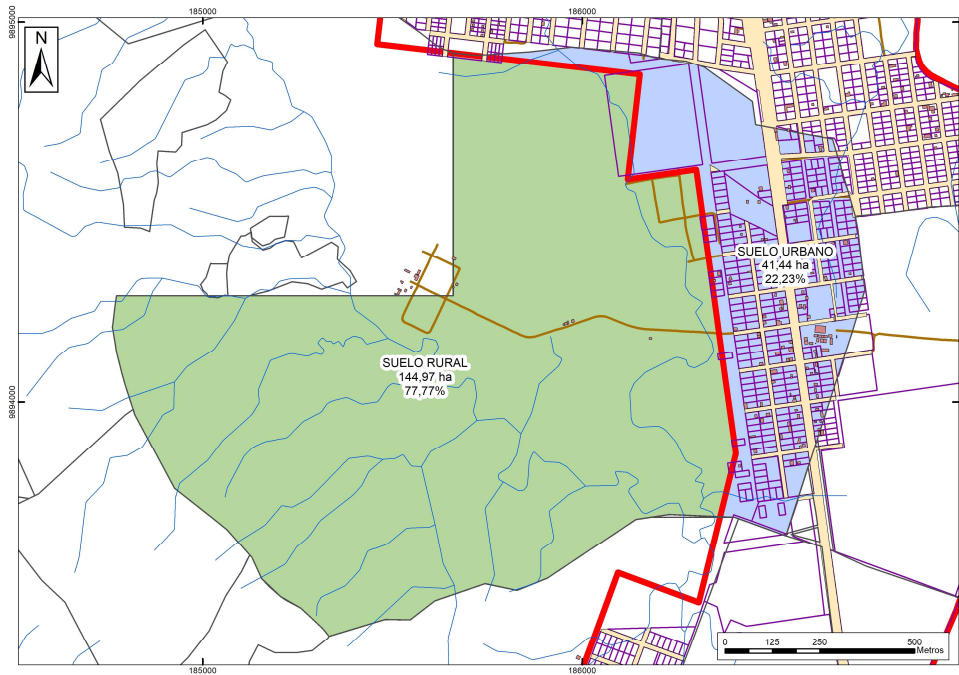 185000
186000
9895000
N
SUELO URBANO
41,44 ha
22,23%
SUELO RURAL
144,97 ha
77,77%
9894000
9894000
0 125 250 500
Metros
185000
186000